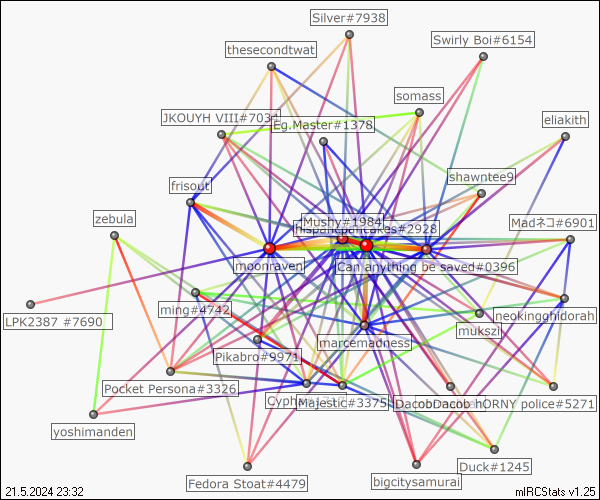 Silver#7938
Swirly Boi#6154
thesecondtwat
somass
JKOUYH VIII#7034
Eg.Master#1378
eliakith
shawntee9
frisout
zebula
Mushy#1984
#2928
Madネコ#6901
moonraven
Can anything be saved#0396
LPK2387 #7690
ming#4742
neokingghidorah
mukszi
marcemadness
Pikabro#9971
Pocket Persona#3326
Majestic#3375
DacobDacob
HORNY police#5271
yoshimanden
Duck#1245
Fedora Stoat#4479
bigcitysamurai
21.5.2024 23:32
mIRCStats v1.25